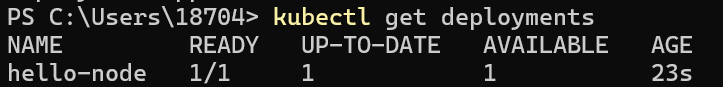 PS C:\Users\18704> kubectl get deployments
NAME         READY   UP-TO-DATE   AVAILABLE   AGE
hello-node   1/1     1            1           23s